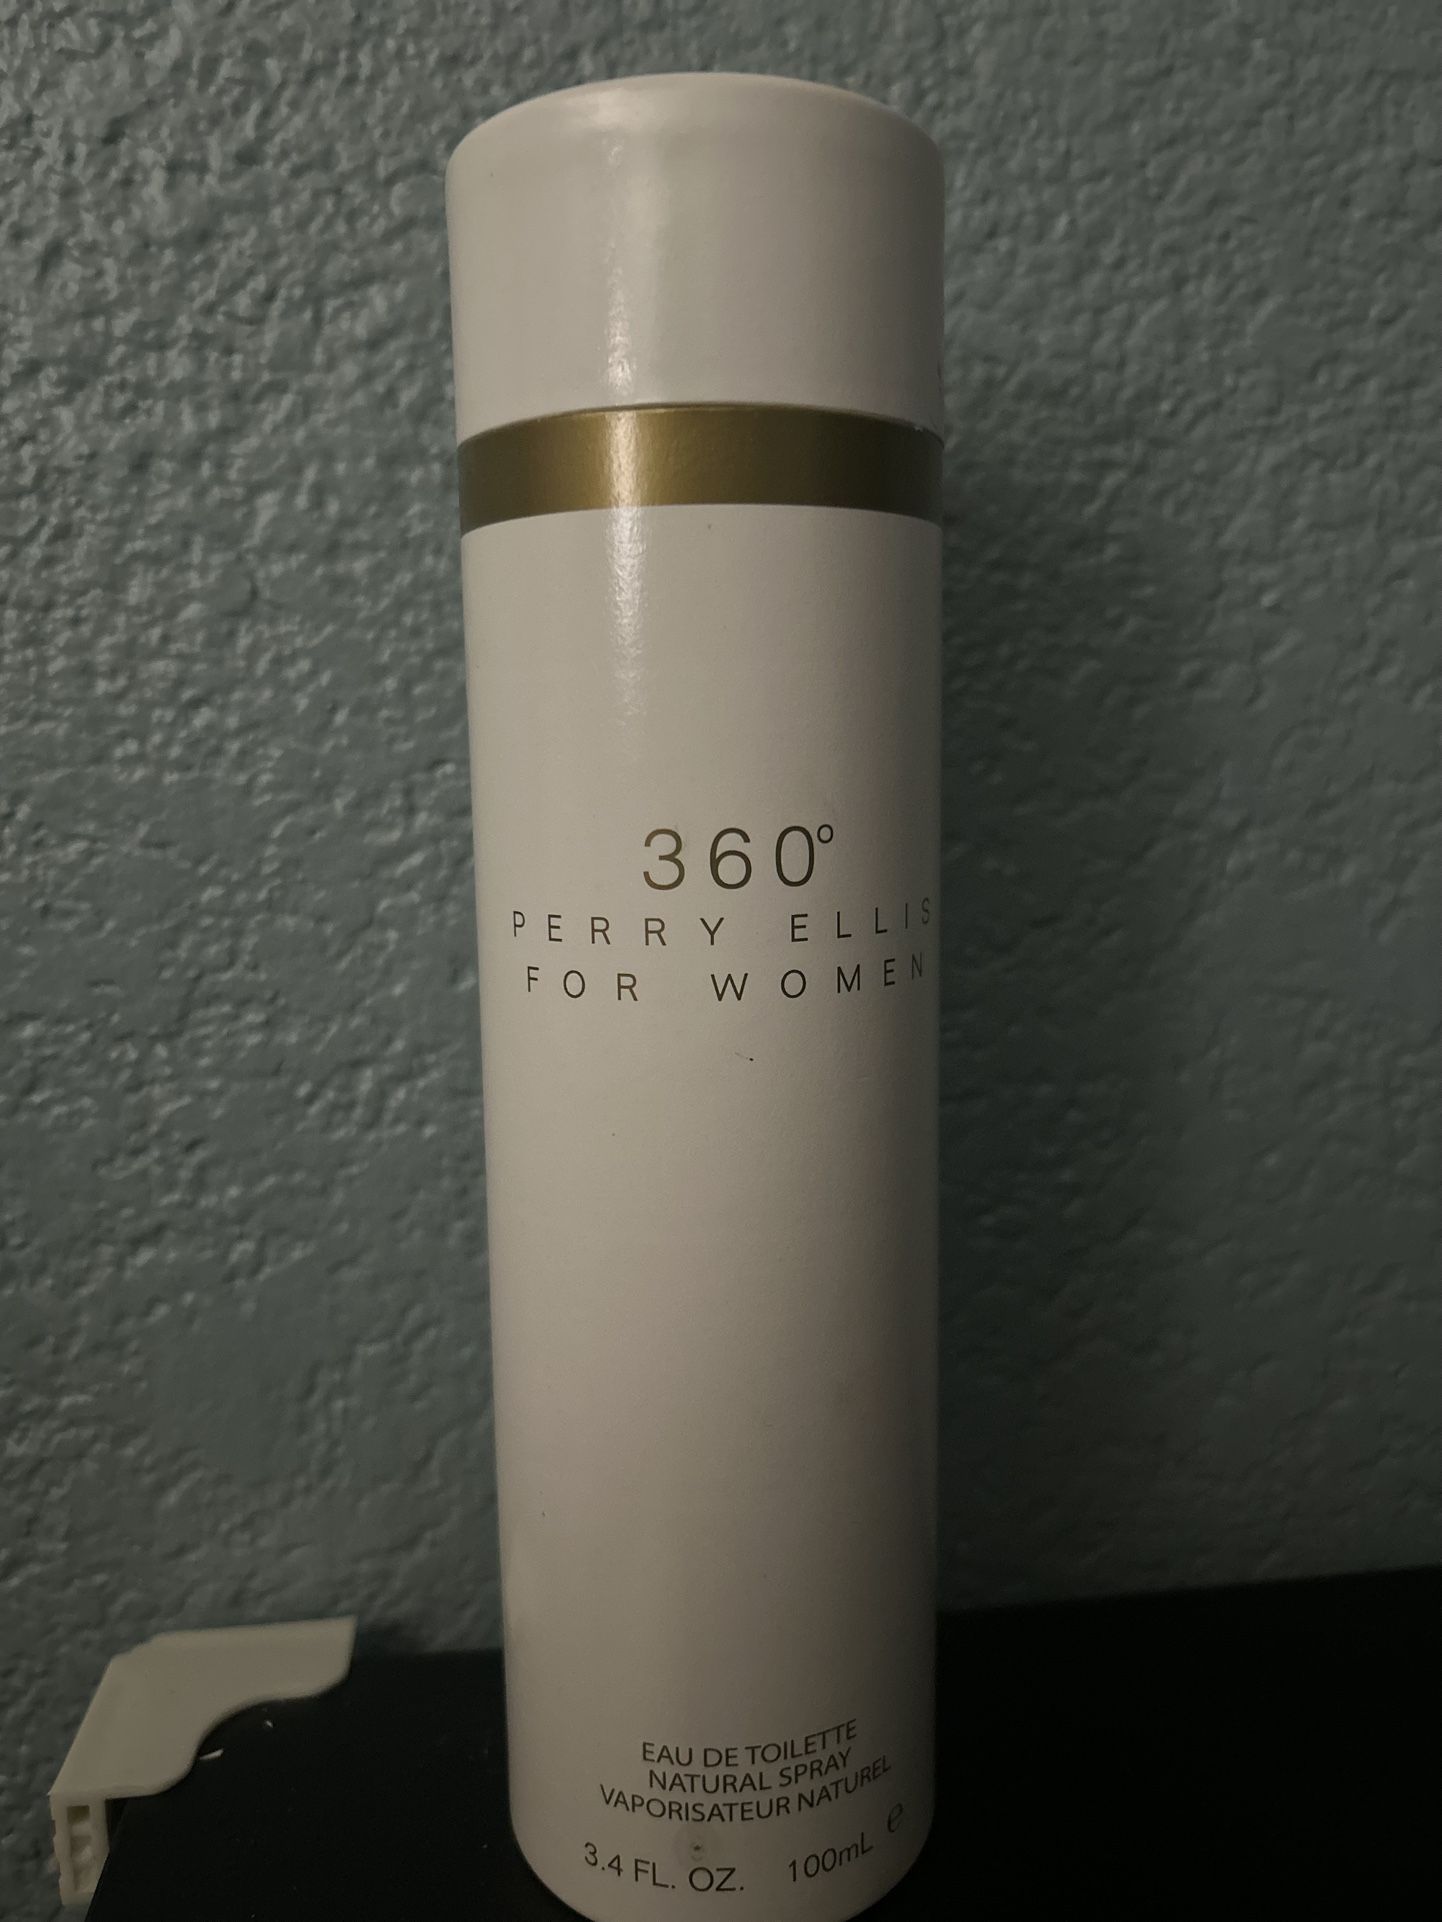 360°
PERRY ELLIS
FOR WOMEN
EAU DE TOILETTE
NATURAL SPRAY
VAPORISATEUR NATUREL
3.4 FL. OZ. 100mL ℮